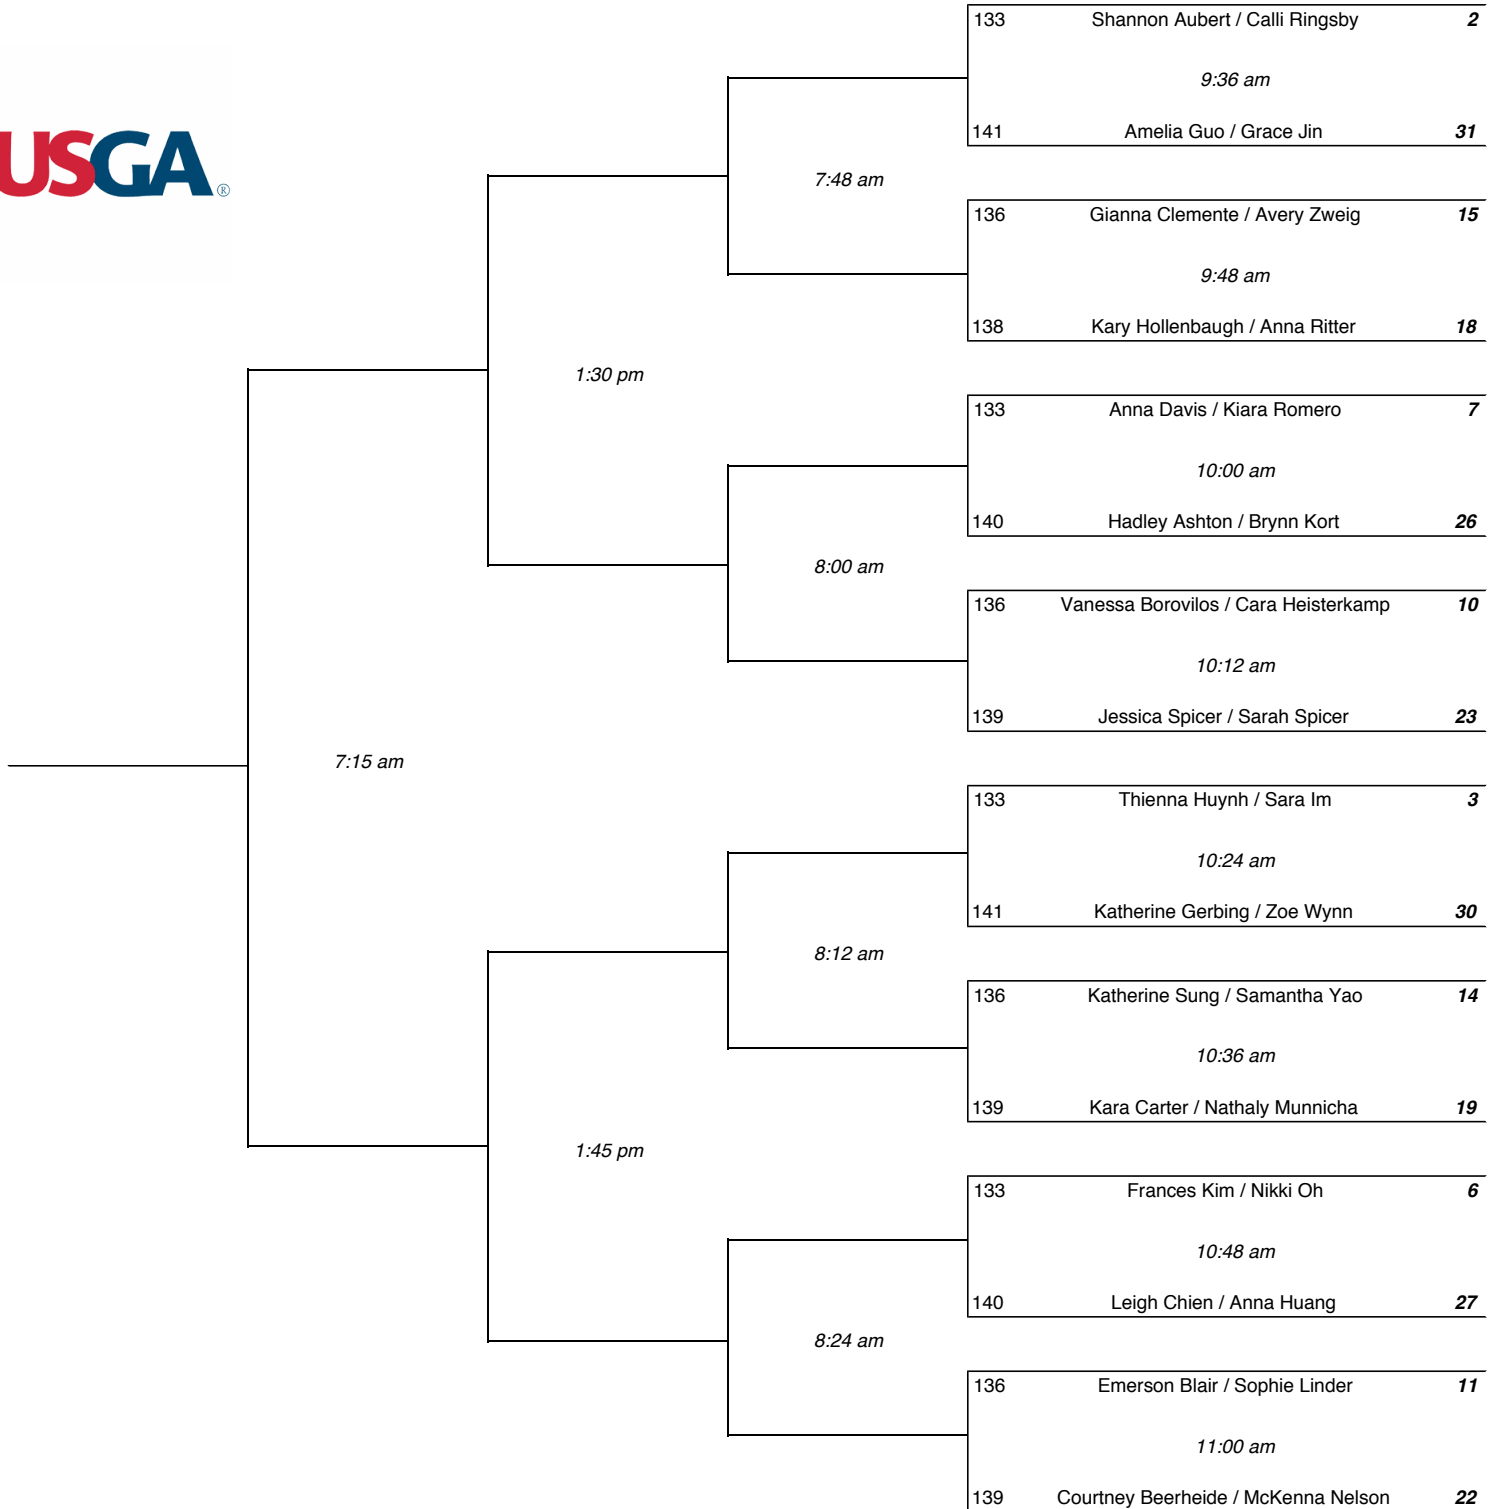 133 Shannon Aubert / Calli Ringsby 2
9:36 am
USGA®
141 Amelia Guo / Grace Jin 31
7:48 am
136 Gianna Clemente / Avery Zweig 15
9:48 am
138 Kary Hollenbaugh / Anna Ritter 18
1:30 pm
133 Anna Davis / Kiara Romero 7
10:00 am
140 Hadley Ashton / Brynn Kort 26
8:00 am
136 Vanessa Borovilos / Cara Heisterkamp 10
10:12 am
139 Jessica Spicer / Sarah Spicer 23
7:15 am
133 Thienna Huynh / Sara Im 3
10:24 am
141 Katherine Gerbing / Zoe Wynn 30
8:12 am
136 Katherine Sung / Samantha Yao 14
10:36 am
139 Kara Carter / Nathaly Munnicha 19
1:45 pm
133 Frances Kim / Nikki Oh 6
10:48 am
140 Leigh Chien / Anna Huang 27
8:24 am
136 Emerson Blair / Sophie Linder 11
11:00 am
139 Courtney Beerheide / McKenna Nelson 22